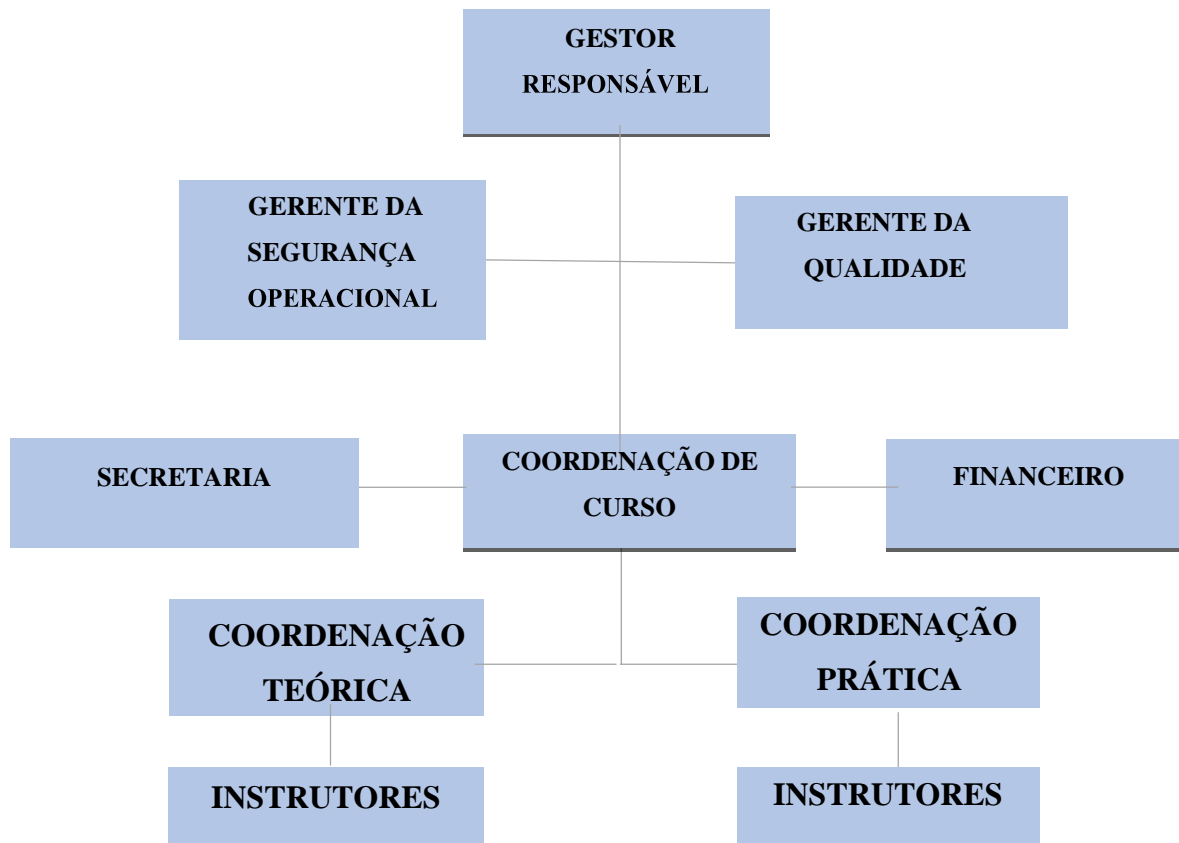 GESTOR
RESPONSÁVEL
GERENTE DA
SEGURANÇA
OPERACIONAL
GERENTE DA
QUALIDADE
SECRETARIA
COORDENAÇÃO DE
CURSO
FINANCEIRO
COORDENAÇÃO
TEÓRICA
COORDENAÇÃO
PRÁTICA
INSTRUTORES
INSTRUTORES